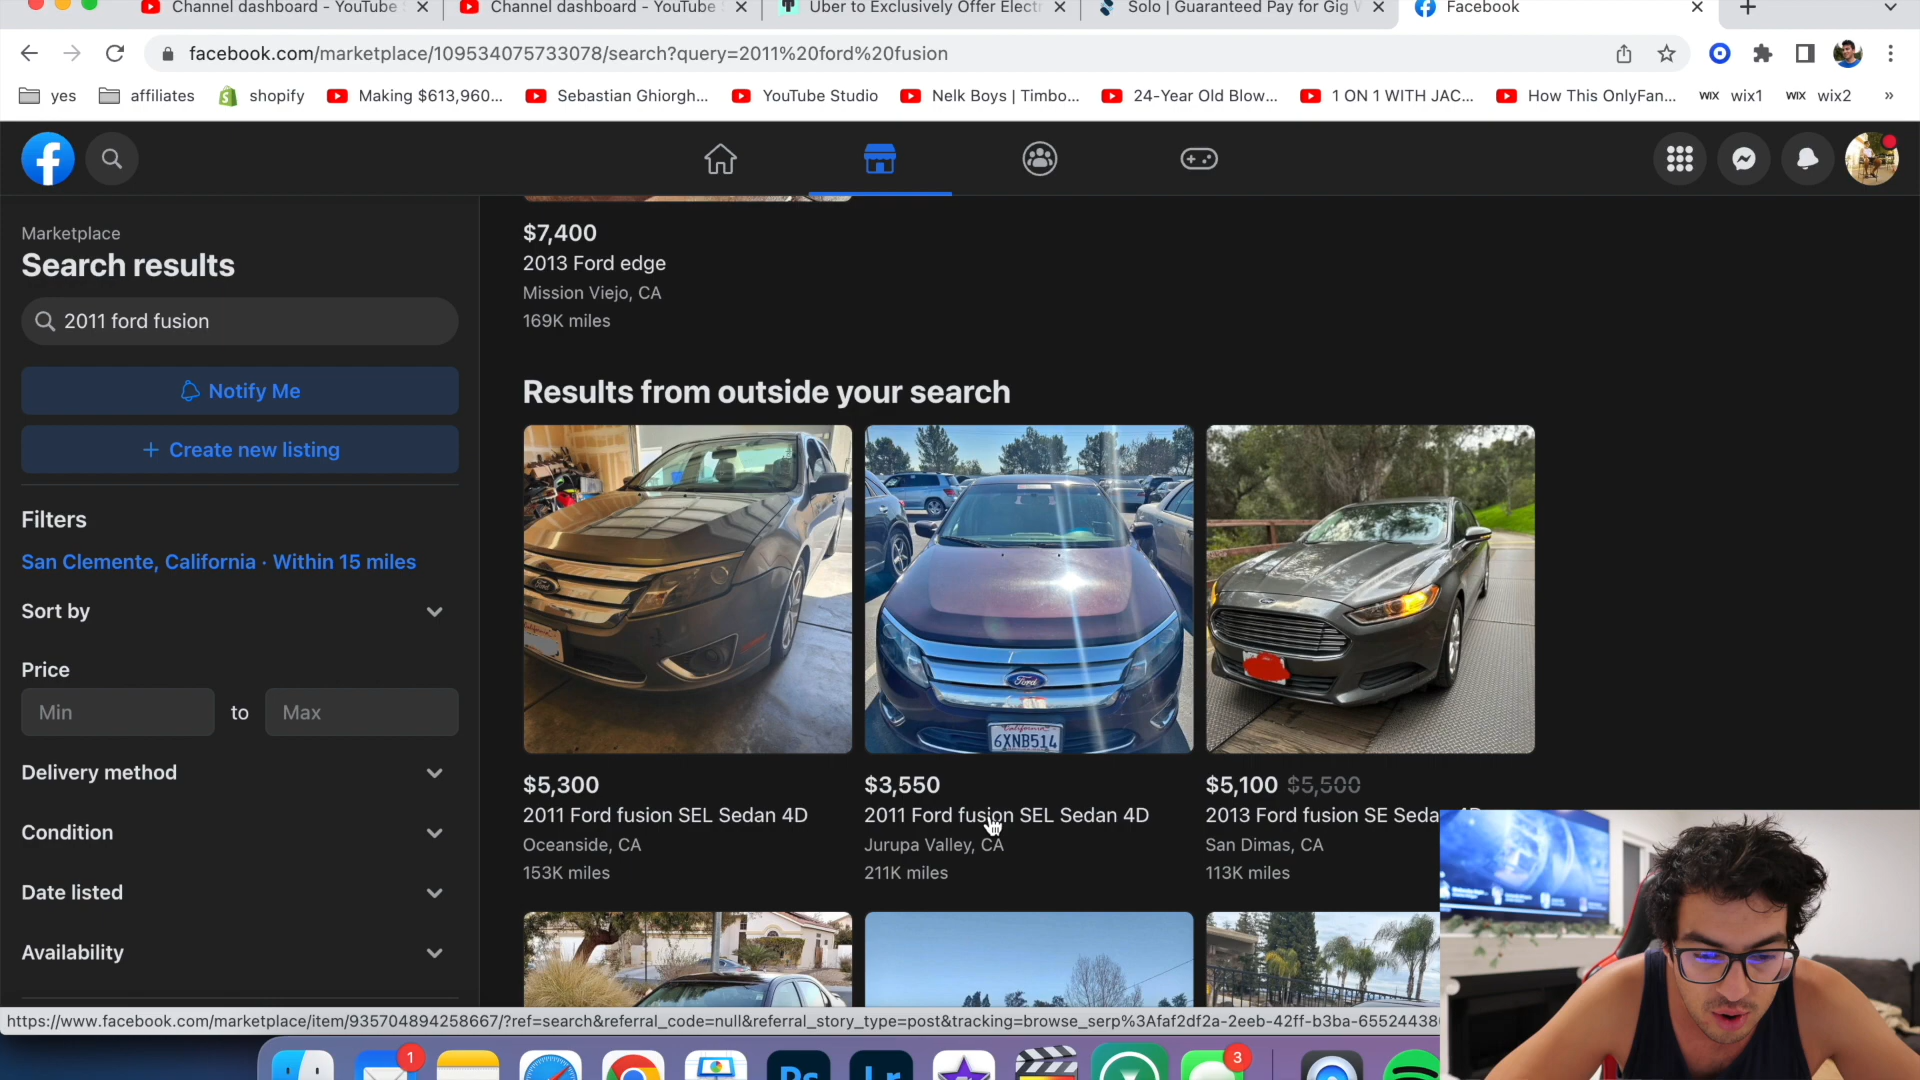 Channel dashboard - YouTube
Channel dashboard - YouTube
Uber to Exclusively Offer Electr
Solo | Guaranteed Pay for Gig W
Facebook
facebook.com/marketplace/109534075733078/search?query=2011%20ford%20fusion
yes
affiliates
shopify
Making $613,960...
Sebastian Ghiorgh...
YouTube Studio
Nelk Boys | Timbo...
24-Year Old Blow...
1 ON 1 WITH JAC...
How This OnlyFan...
WIX wix1
WIX wix2
»
Marketplace
Search results
2011 ford fusion
Notify Me
+ Create new listing
Filters
San Clemente, California · Within 15 miles
Sort by
Price
Min to Max
Delivery method
Condition
Date listed
Availability
$7,400
2013 Ford edge
Mission Viejo, CA
169K miles
Results from outside your search
Ford
California
6XNB514
$5,300
2011 Ford fusion SEL Sedan 4D
Oceanside, CA
153K miles
$3,550
2011 Ford fusion SEL Sedan 4D
Jurupa Valley, CA
211K miles
$5,100 $5,500
2013 Ford fusion SE Seda
San Dimas, CA
113K miles
https://www.facebook.com/marketplace/item/935704894258667/?ref=search&referral_code=null&referral_story_type=post&tracking=browse_serp%3Afaf2df2a-2eeb-42ff-b3ba-65524438
1
Ps
Lr
3